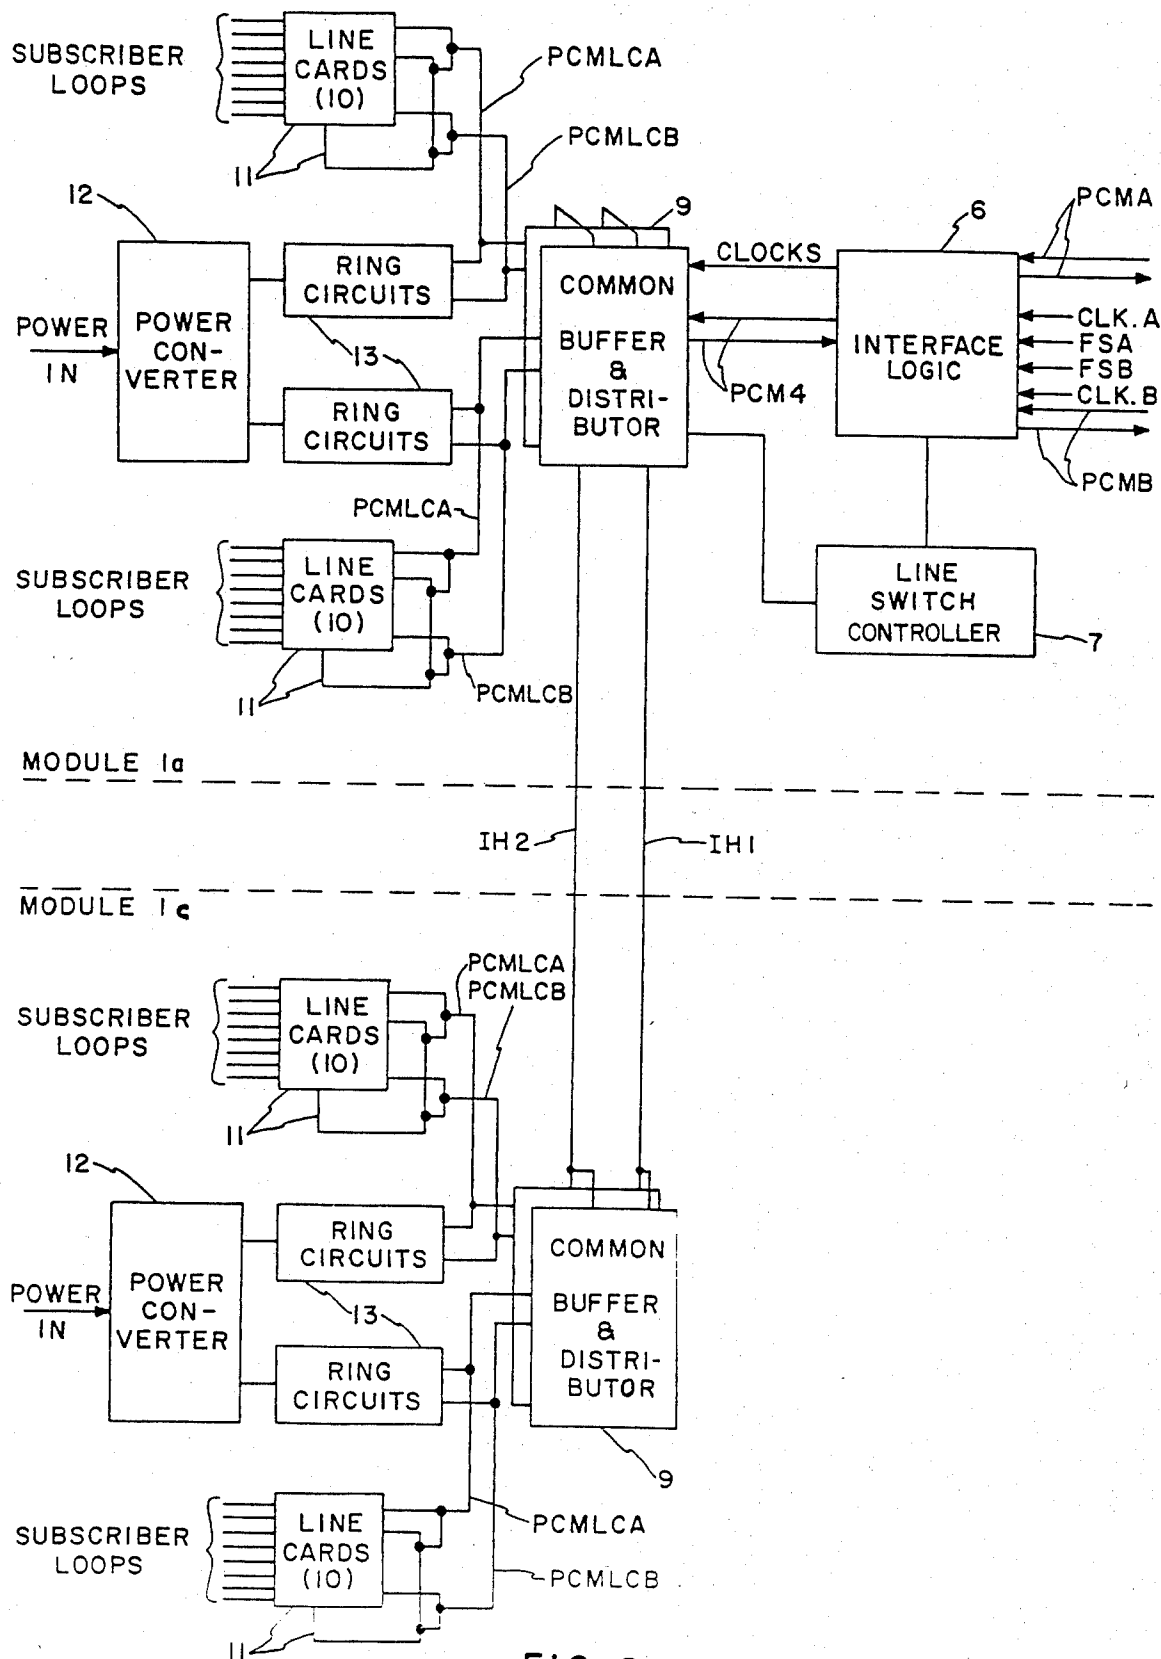 SUBSCRIBER
LOOPS
LINE
CARDS
(10)
11
PCMLCA
PCMLCB
12
POWER
IN
POWER
CON-
VERTER
RING
CIRCUITS
13
RING
CIRCUITS
9
COMMON
BUFFER
&
DISTRI-
BUTOR
CLOCKS
PCM4
6
INTERFACE
LOGIC
PCMA
CLK.A
FSA
FSB
CLK.B
PCMB
LINE
SWITCH
CONTROLLER
7
PCMLCA
SUBSCRIBER
LOOPS
LINE
CARDS
(10)
11
PCMLCB
MODULE 1a
IH2
IH1
MODULE 1c
PCMLCA
PCMLCB
SUBSCRIBER
LOOPS
LINE
CARDS
(10)
11
12
POWER
IN
POWER
CON-
VERTER
RING
CIRCUITS
13
RING
CIRCUITS
COMMON
BUFFER
&
DISTRI-
BUTOR
9
PCMLCA
PCMLCB
SUBSCRIBER
LOOPS
LINE
CARDS
(10)
11